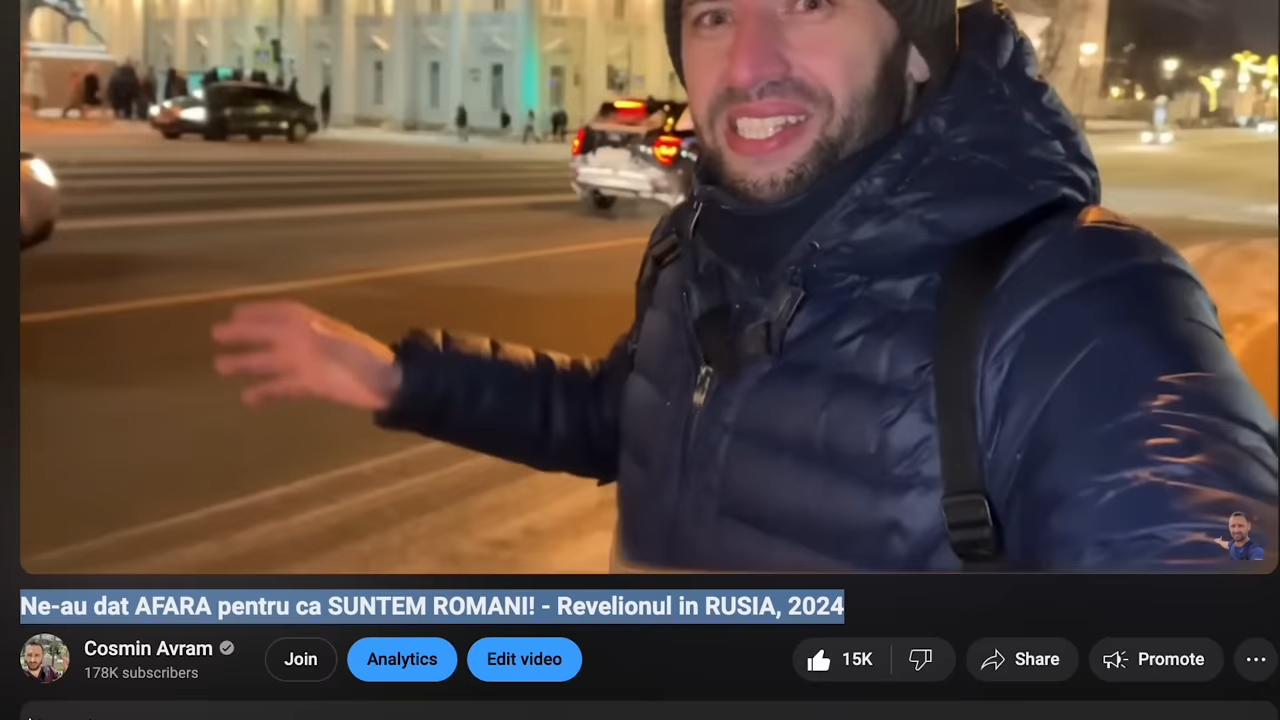 Ne-au dat AFARA pentru ca SUNTEM ROMANI! - Revelionul in RUSIA, 2024
Cosmin Avram
178K subscribers
Join
Analytics
Edit video
15K
Share
Promote